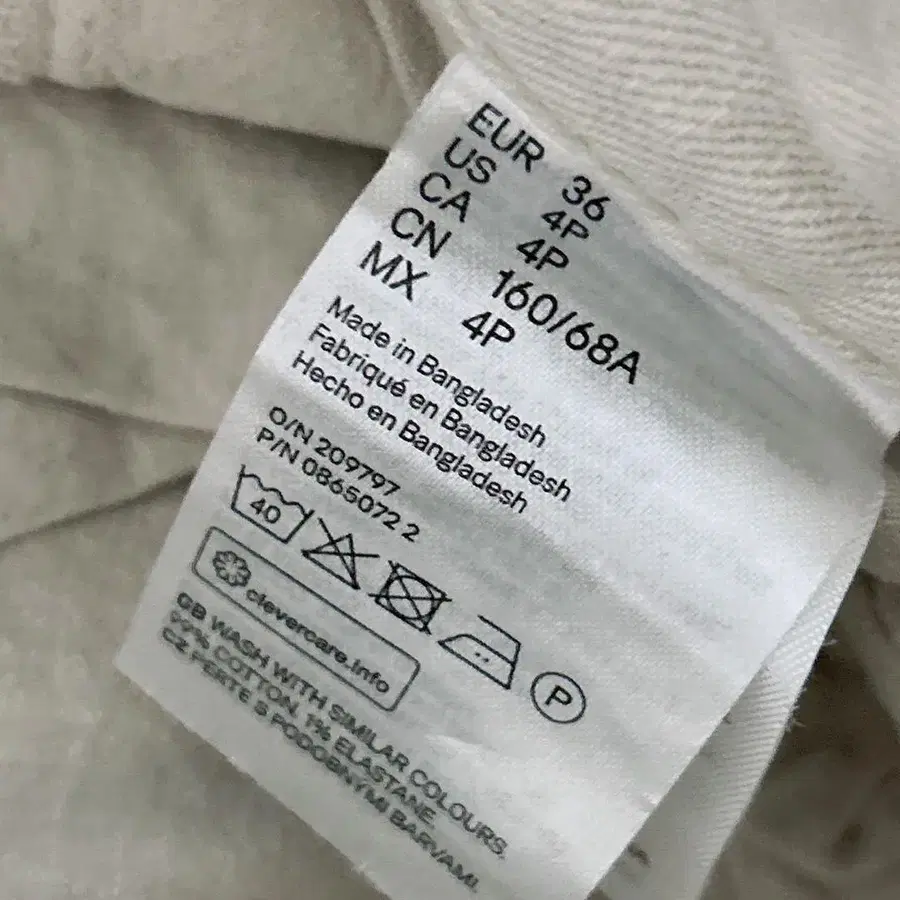 EUR 36
US 4P
CA 4P
CN 160/68A
MX 4P
Made in Bangladesh
Fabriqué en Bangladesh
Hecho en Bangladesh
O/N 209797
P/N 0865072 2
40
P
clevercare.info
GB WASH WITH SIMILAR COLOURS.
99% COTTON, 1% ELASTANE.
CZ PERTE S PODOBNÝMI BARVAMI.